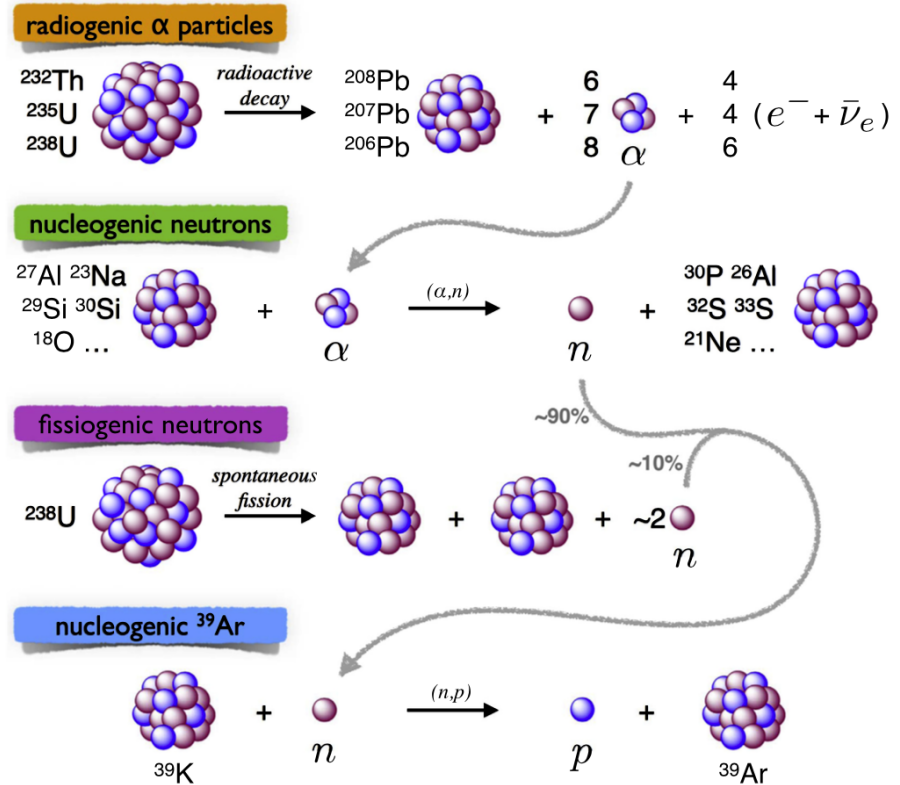 radiogenic α particles
²³²Th radioactive ²⁰⁸Pb 6 4
²³⁵U decay ²⁰⁷Pb + 7 + 4 (e⁻ + ν̄ₑ)
²³⁸U ²⁰⁶Pb 8 α 6
nucleogenic neutrons
²⁷Al ²³Na ³⁰P ²⁶Al
²⁹Si ³⁰Si + (α,n) + ³²S ³³S
¹⁸O ... α n ²¹Ne ...
~90%
fissiogenic neutrons
~10%
spontaneous
fission
²³⁸U + + ~2
n
nucleogenic ³⁹Ar
+ (n,p) +
n p
³⁹K ³⁹Ar